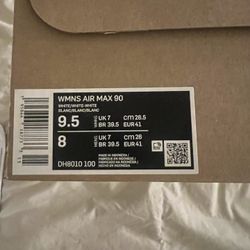 WMNS AIR MAX 90
WHITE/WHITE-WHITE
BLANC/BLANC/BLANC
9.5 UK 7 CM 26.5
BR 39.5 EUR 41
8 UK 7 CM 26
BR 39.5 EUR 41
DH8010 100
MADE IN INDONESIA